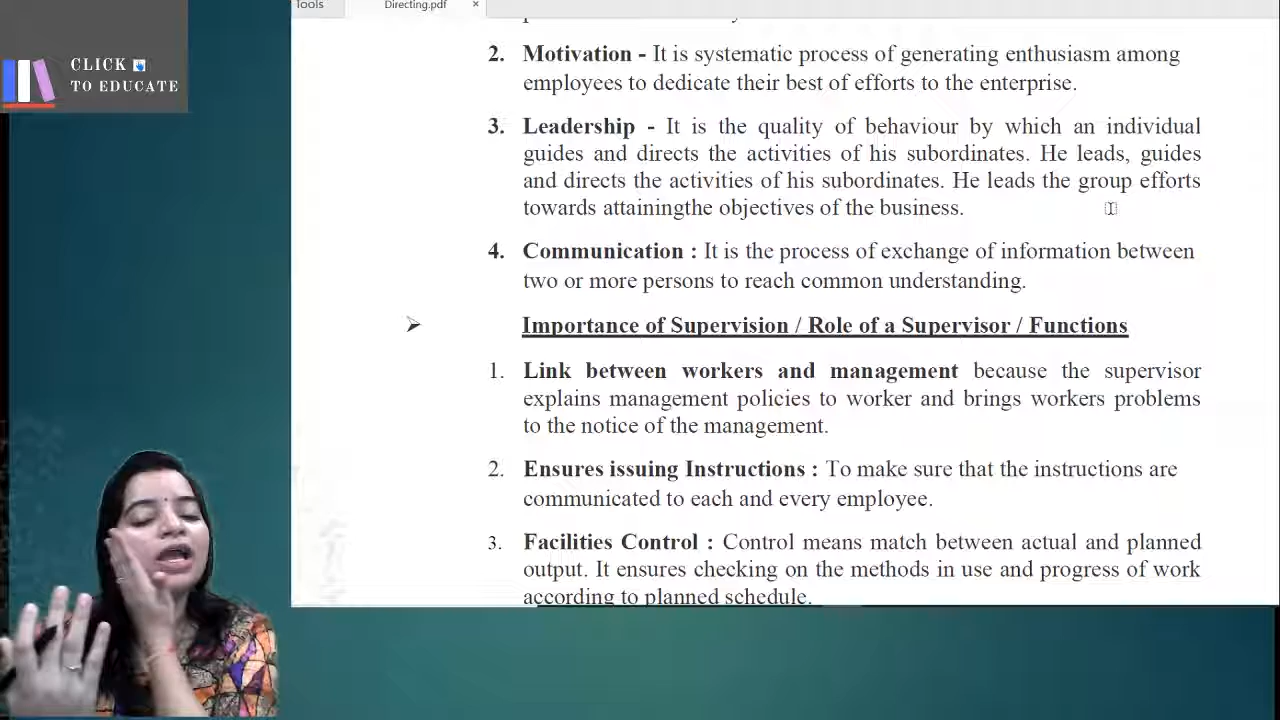 Tools
Directing.pdf
×
CLICK
TO EDUCATE
2. Motivation - It is systematic process of generating enthusiasm among
employees to dedicate their best of efforts to the enterprise.
3. Leadership - It is the quality of behaviour by which an individual
guides and directs the activities of his subordinates. He leads, guides
and directs the activities of his subordinates. He leads the group efforts
towards attainingthe objectives of the business.
4. Communication : It is the process of exchange of information between
two or more persons to reach common understanding.
➢ Importance of Supervision / Role of a Supervisor / Functions
1. Link between workers and management because the supervisor
explains management policies to worker and brings workers problems
to the notice of the management.
2. Ensures issuing Instructions : To make sure that the instructions are
communicated to each and every employee.
3. Facilities Control : Control means match between actual and planned
output. It ensures checking on the methods in use and progress of work
according to planned schedule.